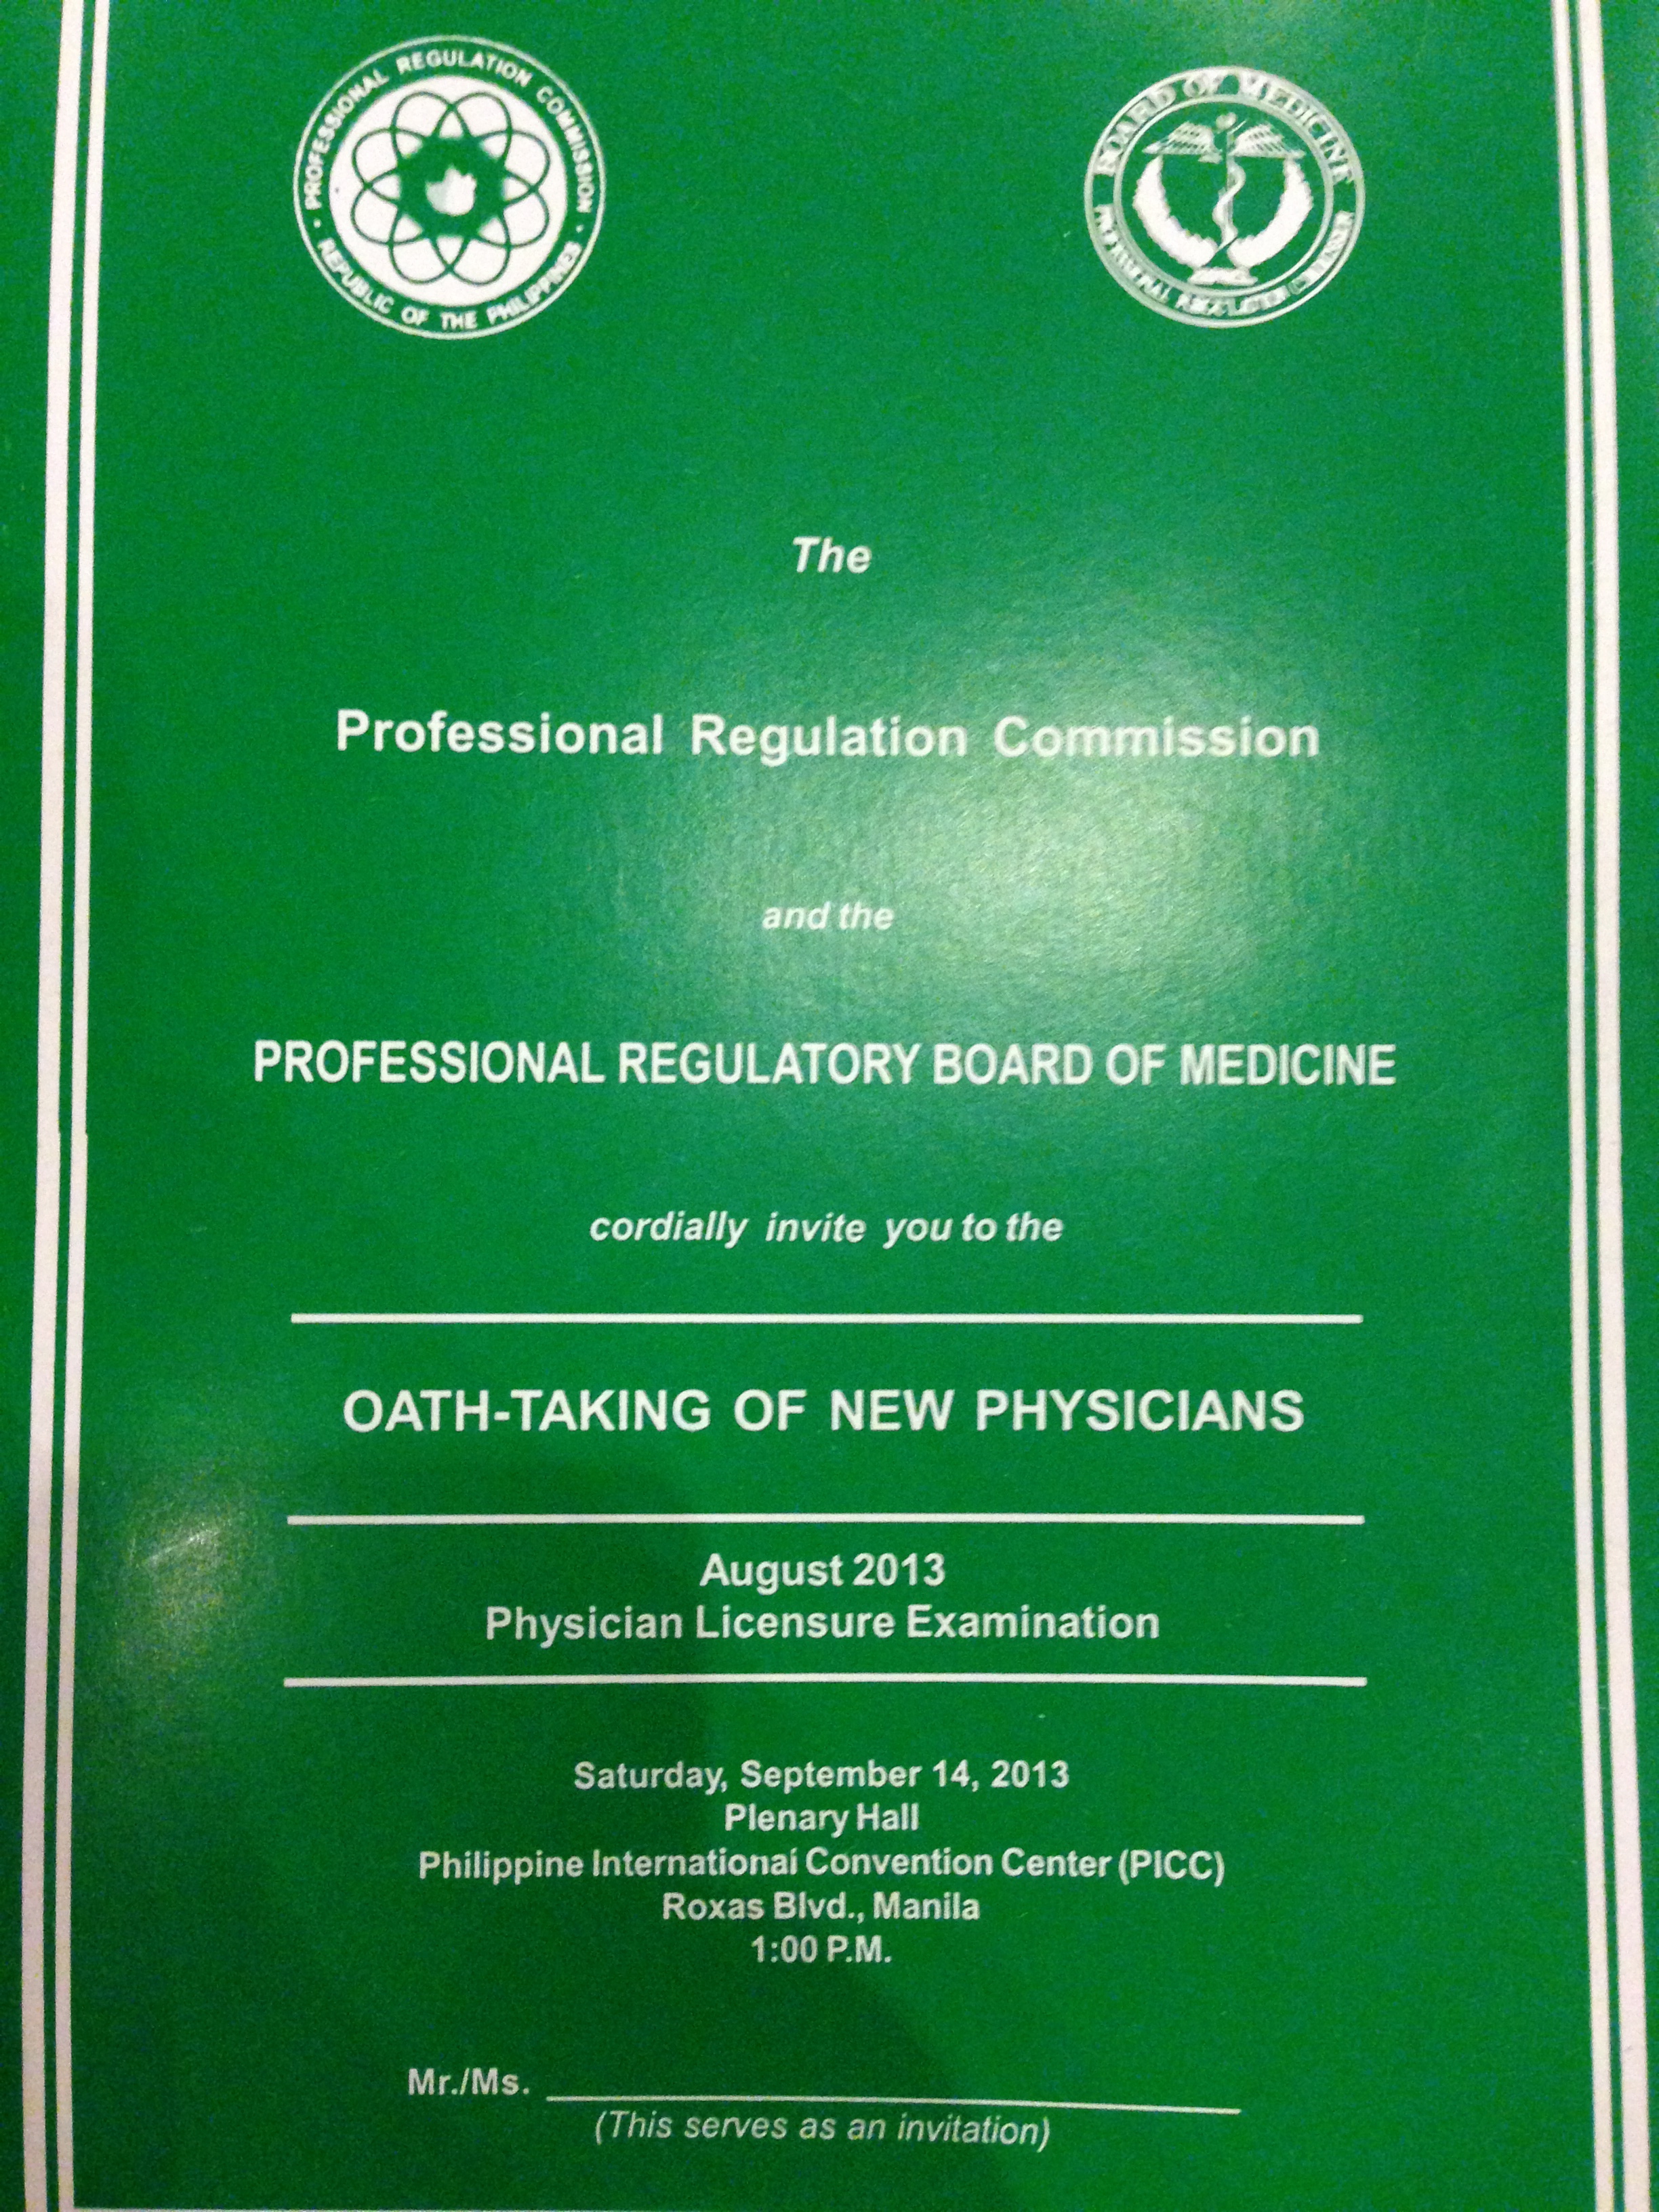 PROFESSIONAL REGULATION COMMISSION
REPUBLIC OF THE PHILIPPINES
BOARD OF MEDICINE
PROFESSIONAL REGULATION
The
Professional Regulation Commission
and the
PROFESSIONAL REGULATORY BOARD OF MEDICINE
cordially invite you to the
OATH-TAKING OF NEW PHYSICIANS
August 2013
Physician Licensure Examination
Saturday, September 14, 2013
Plenary Hall
Philippine International Convention Center (PICC)
Roxas Blvd., Manila
1:00 P.M.
Mr./Ms.
(This serves as an invitation)